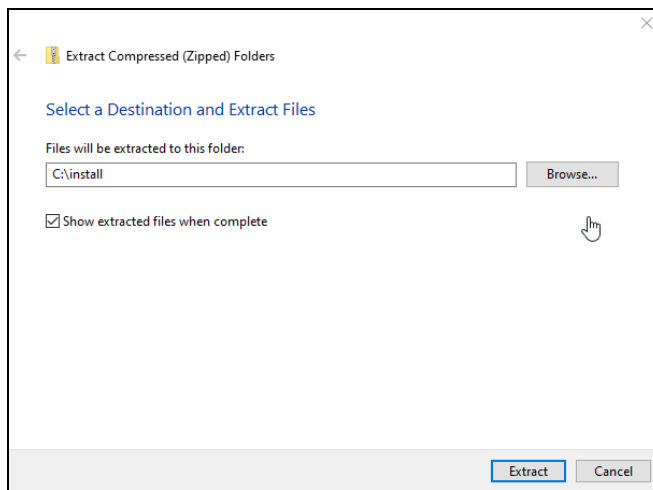 Extract Compressed (Zipped) Folders
Select a Destination and Extract Files
Files will be extracted to this folder:
C:\install
Browse...
Show extracted files when complete
Extract
Cancel